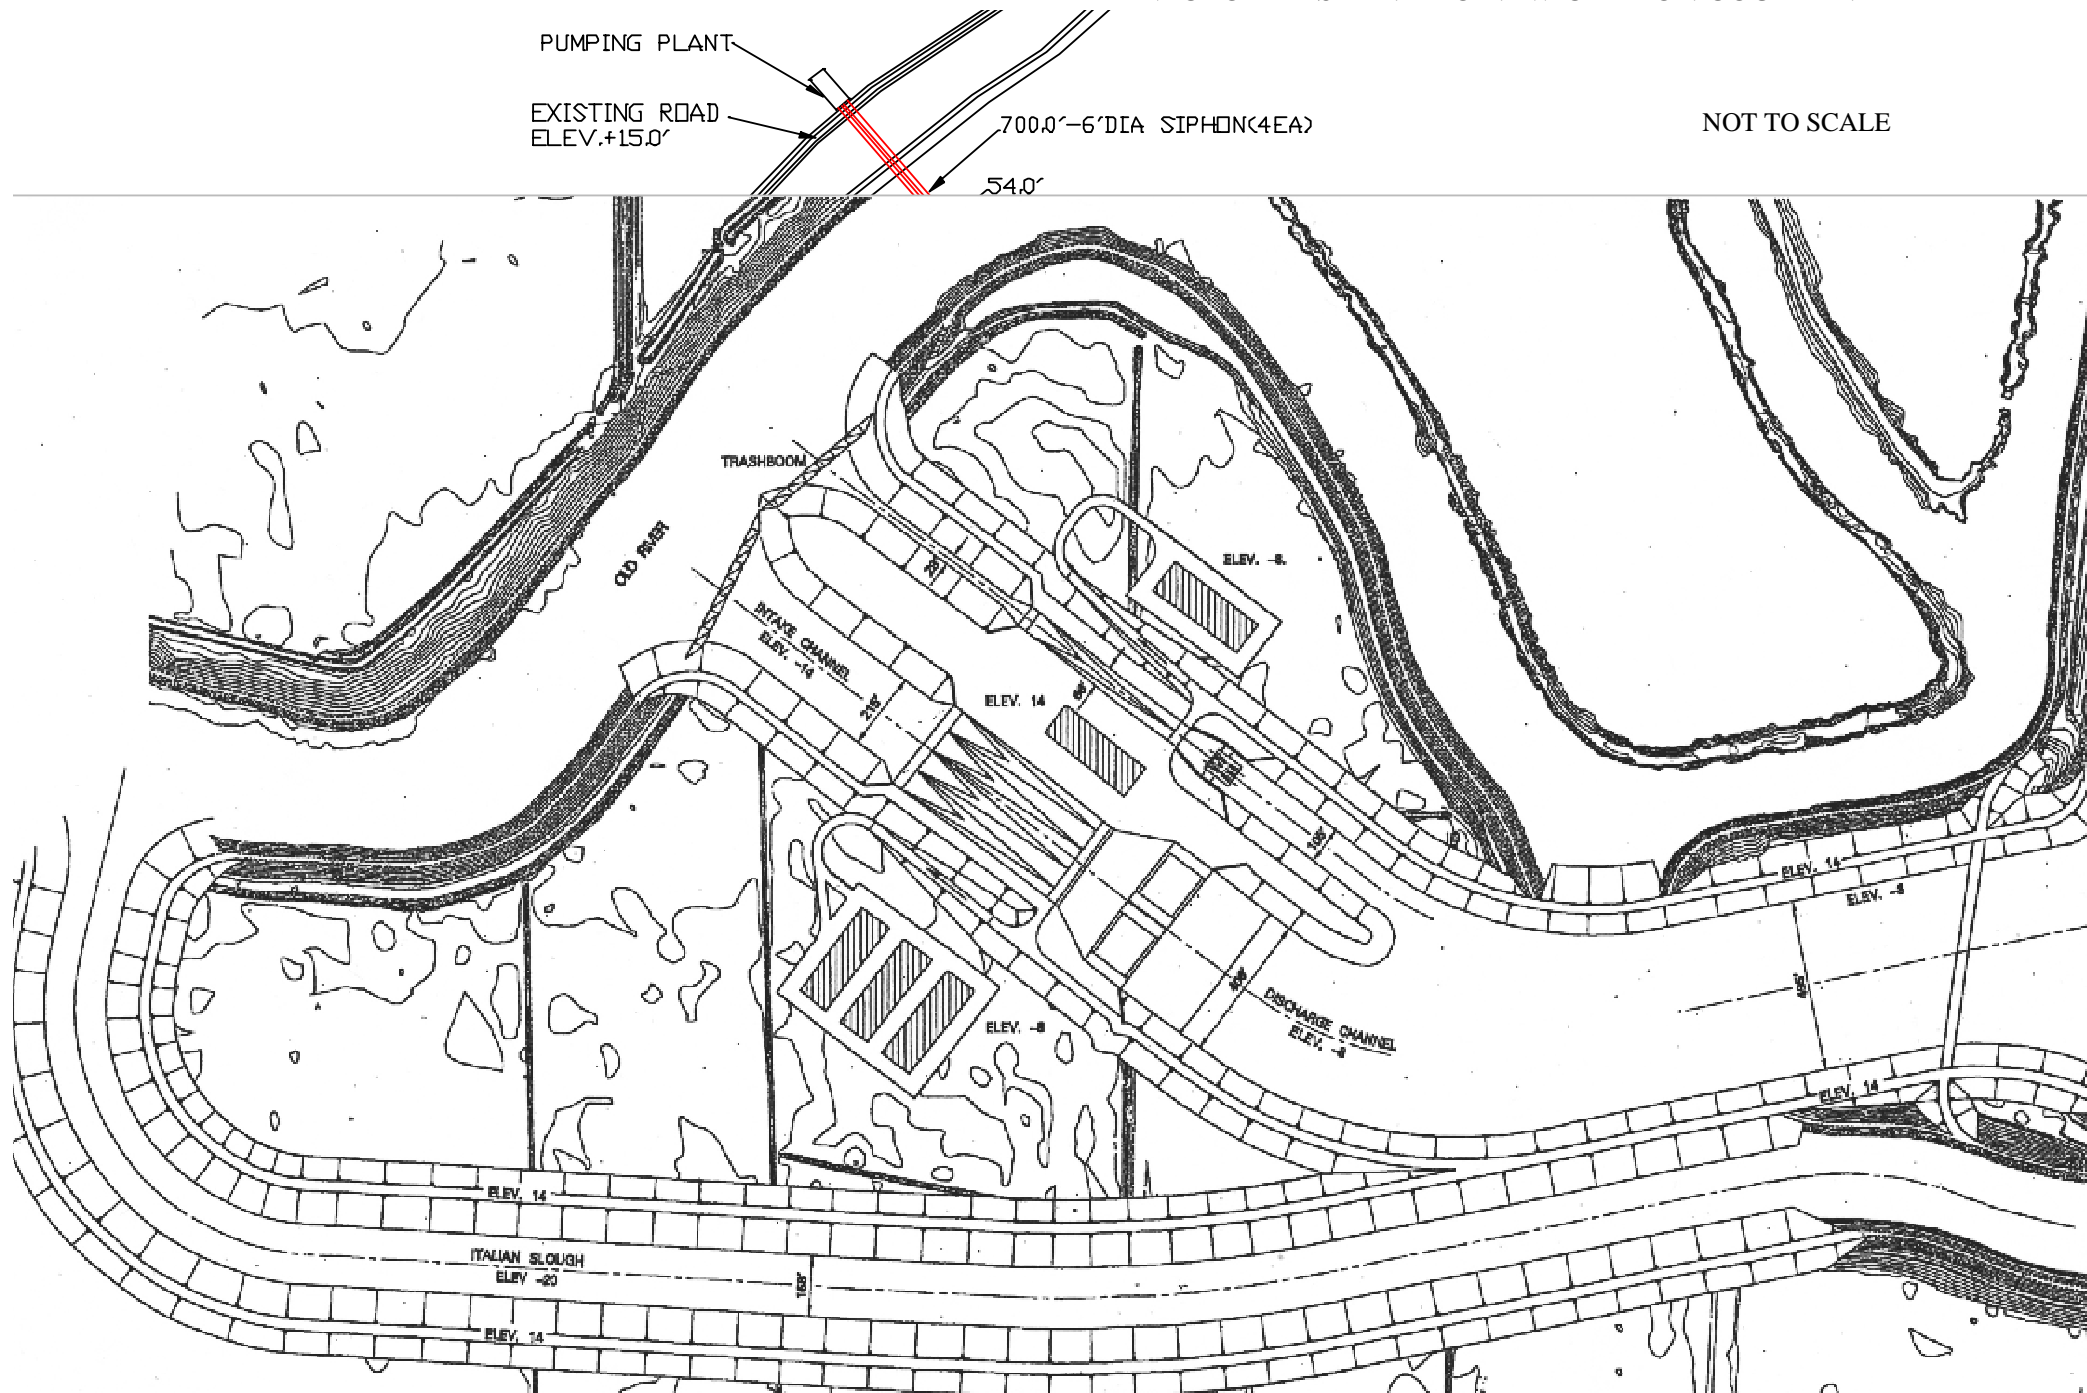 PUMPING PLANT
EXISTING ROAD
ELEV.+15.0'
700.0'-6'DIA SIPHON(4EA)
NOT TO SCALE
54.0'
TRASHBOOM
OLD RIVER
ELEV. -8.
INTAKE CHANNEL
ELEV. -14
ELEV. 14
ELEV. 14
ELEV. -8
ELEV. -8
DISCHARGE CHANNEL
ELEV. -8
ELEV. 14
ELEV. 14
ITALIAN SLOUGH
ELEV -20
ELEV. 14